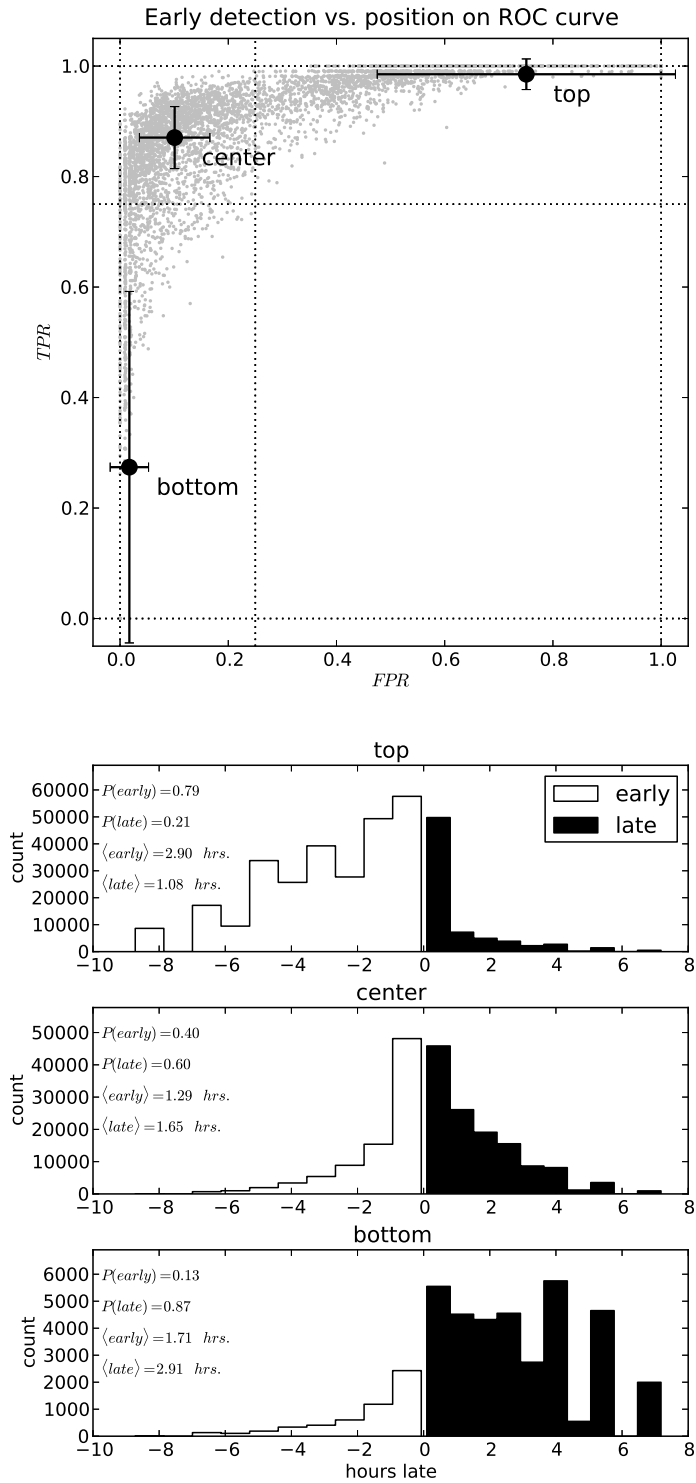 Early detection vs. position on ROC curve
1.0
top
center
0.8
0.6
TPR
0.4
bottom
0.2
0.0
0.0 0.2 0.4 0.6 0.8 1.0
FPR
top
60000
50000
40000
30000
20000
10000
0
count
P(early)=0.79
P(late)=0.21
⟨early⟩=2.90 hrs.
⟨late⟩=1.08 hrs.
early
late
−10 −8 −6 −4 −2 0 2 4 6 8
center
50000
40000
30000
20000
10000
0
count
P(early)=0.40
P(late)=0.60
⟨early⟩=1.29 hrs.
⟨late⟩=1.65 hrs.
−10 −8 −6 −4 −2 0 2 4 6 8
bottom
6000
5000
4000
3000
2000
1000
0
count
P(early)=0.13
P(late)=0.87
⟨early⟩=1.71 hrs.
⟨late⟩=2.91 hrs.
−10 −8 −6 −4 −2 0 2 4 6 8
hours late